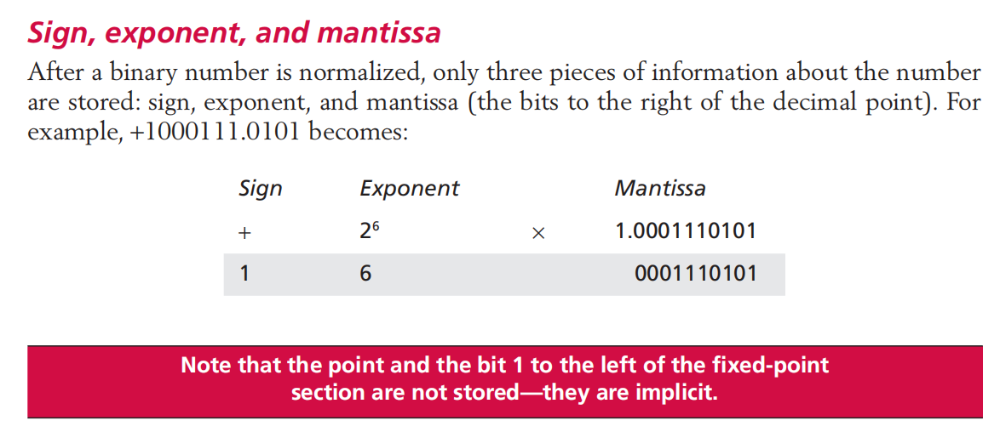 Sign, exponent, and mantissa
After a binary number is normalized, only three pieces of information about the number
are stored: sign, exponent, and mantissa (the bits to the right of the decimal point). For
example, +1000111.0101 becomes:
Sign Exponent Mantissa
+ 2⁶ × 1.0001110101
1 6 0001110101
Note that the point and the bit 1 to the left of the fixed-point
section are not stored—they are implicit.